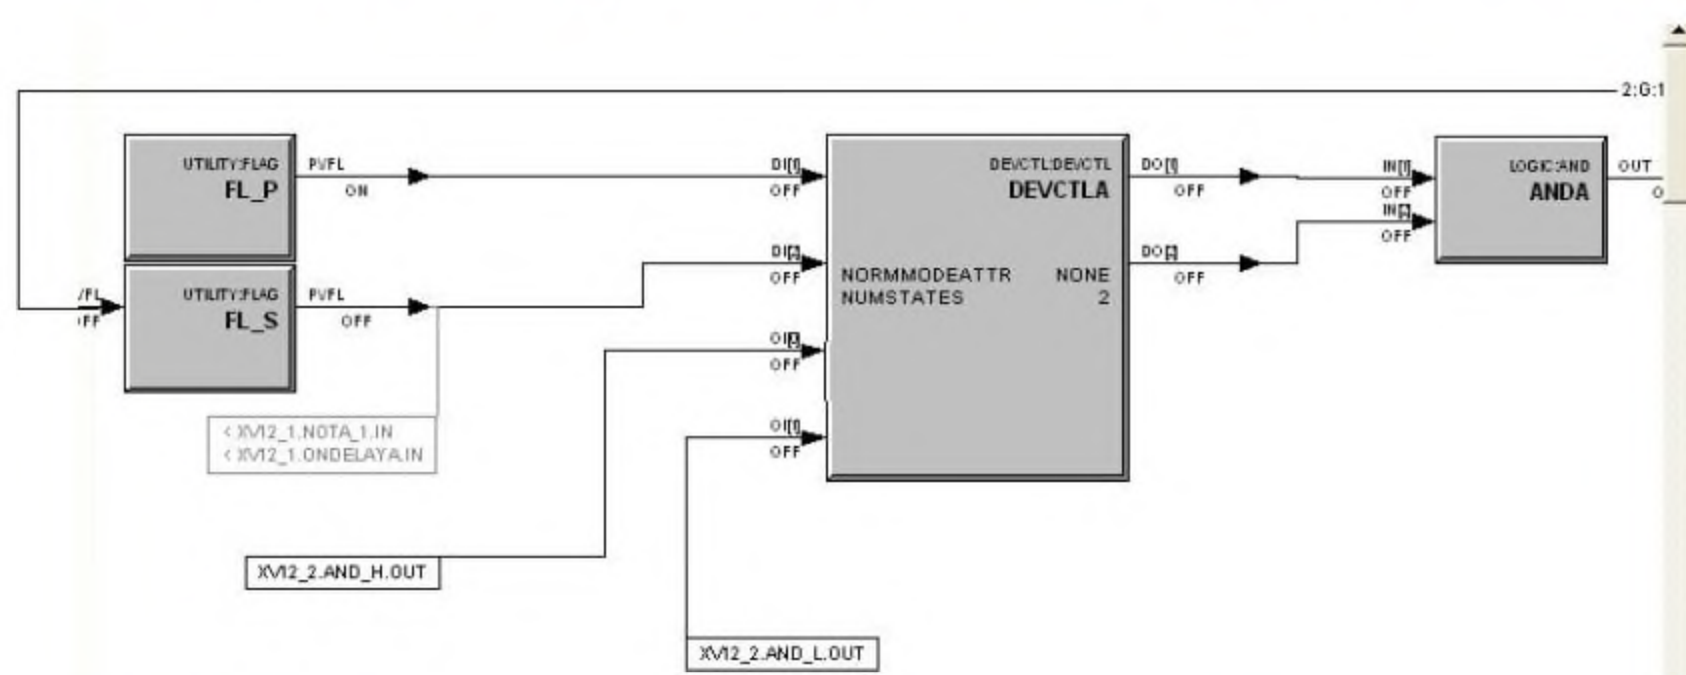 2:G:1
UTILITY:FLAG
FL_P
PVFL
ON
DI[1]
OFF
DEVCTL:DEVCTL
DEVCTLA
DO[1]
OFF
IN[1]
OFF
LOGIC:AND
ANDA
OUT
O
IN[2]
OFF
/FL
FF
UTILITY:FLAG
FL_S
PVFL
OFF
DI[2]
OFF
NORMMODEATTR NONE
NUMSTATES 2
DO[2]
OFF
OFF
OI[1]
OFF
< XV12_1.NOTA_1.IN
< XV12_1.ONDELAYA.IN
XV12_2.AND_H.OUT
XV12_2.AND_L.OUT